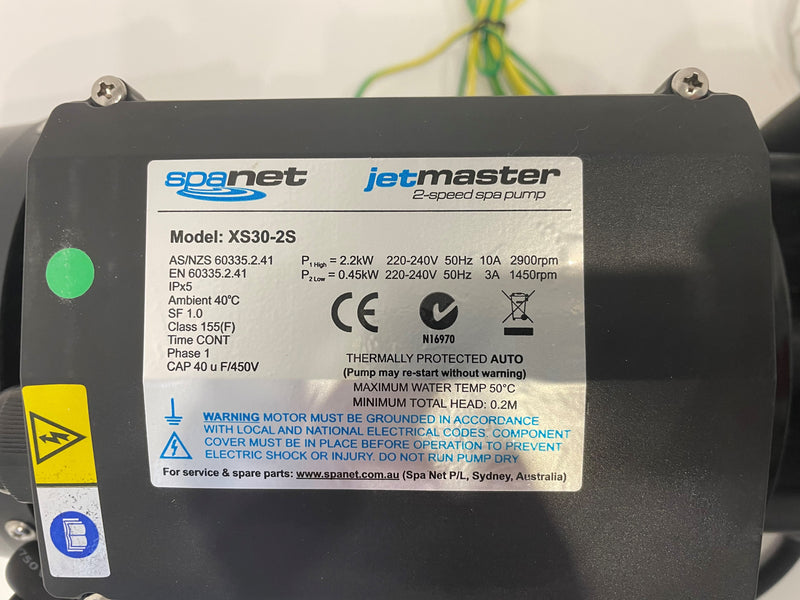 spanet
jetmaster
2-speed spa pump
Model: XS30-2S
AS/NZS 60335.2.41
EN 60335.2.41
IPx5
Ambient 40°C
SF 1.0
Class 155(F)
Time CONT
Phase 1
CAP 40 u F/450V
P1 High = 2.2kW 220-240V 50Hz 10A 2900rpm
P2 Low = 0.45kW 220-240V 50Hz 3A 1450rpm
CE
N16970
THERMALLY PROTECTED AUTO
(Pump may re-start without warning)
MAXIMUM WATER TEMP 50°C
MINIMUM TOTAL HEAD: 0.2M
WARNING MOTOR MUST BE GROUNDED IN ACCORDANCE
WITH LOCAL AND NATIONAL ELECTRICAL CODES. COMPONENT
COVER MUST BE IN PLACE BEFORE OPERATION TO PREVENT
ELECTRIC SHOCK OR INJURY. DO NOT RUN PUMP DRY
For service & spare parts: www.spanet.com.au (Spa Net P/L, Sydney, Australia)